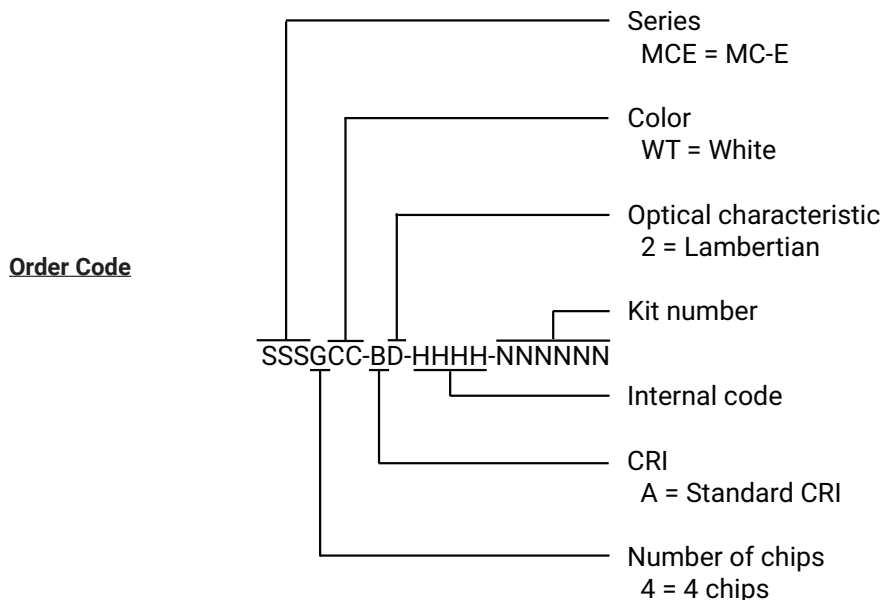 Series
MCE = MC-E
Color
WT = White
Optical characteristic
2 = Lambertian
Order Code
Kit number
SSSGCC-BD-HHHH-NNNNNN
Internal code
CRI
A = Standard CRI
Number of chips
4 = 4 chips